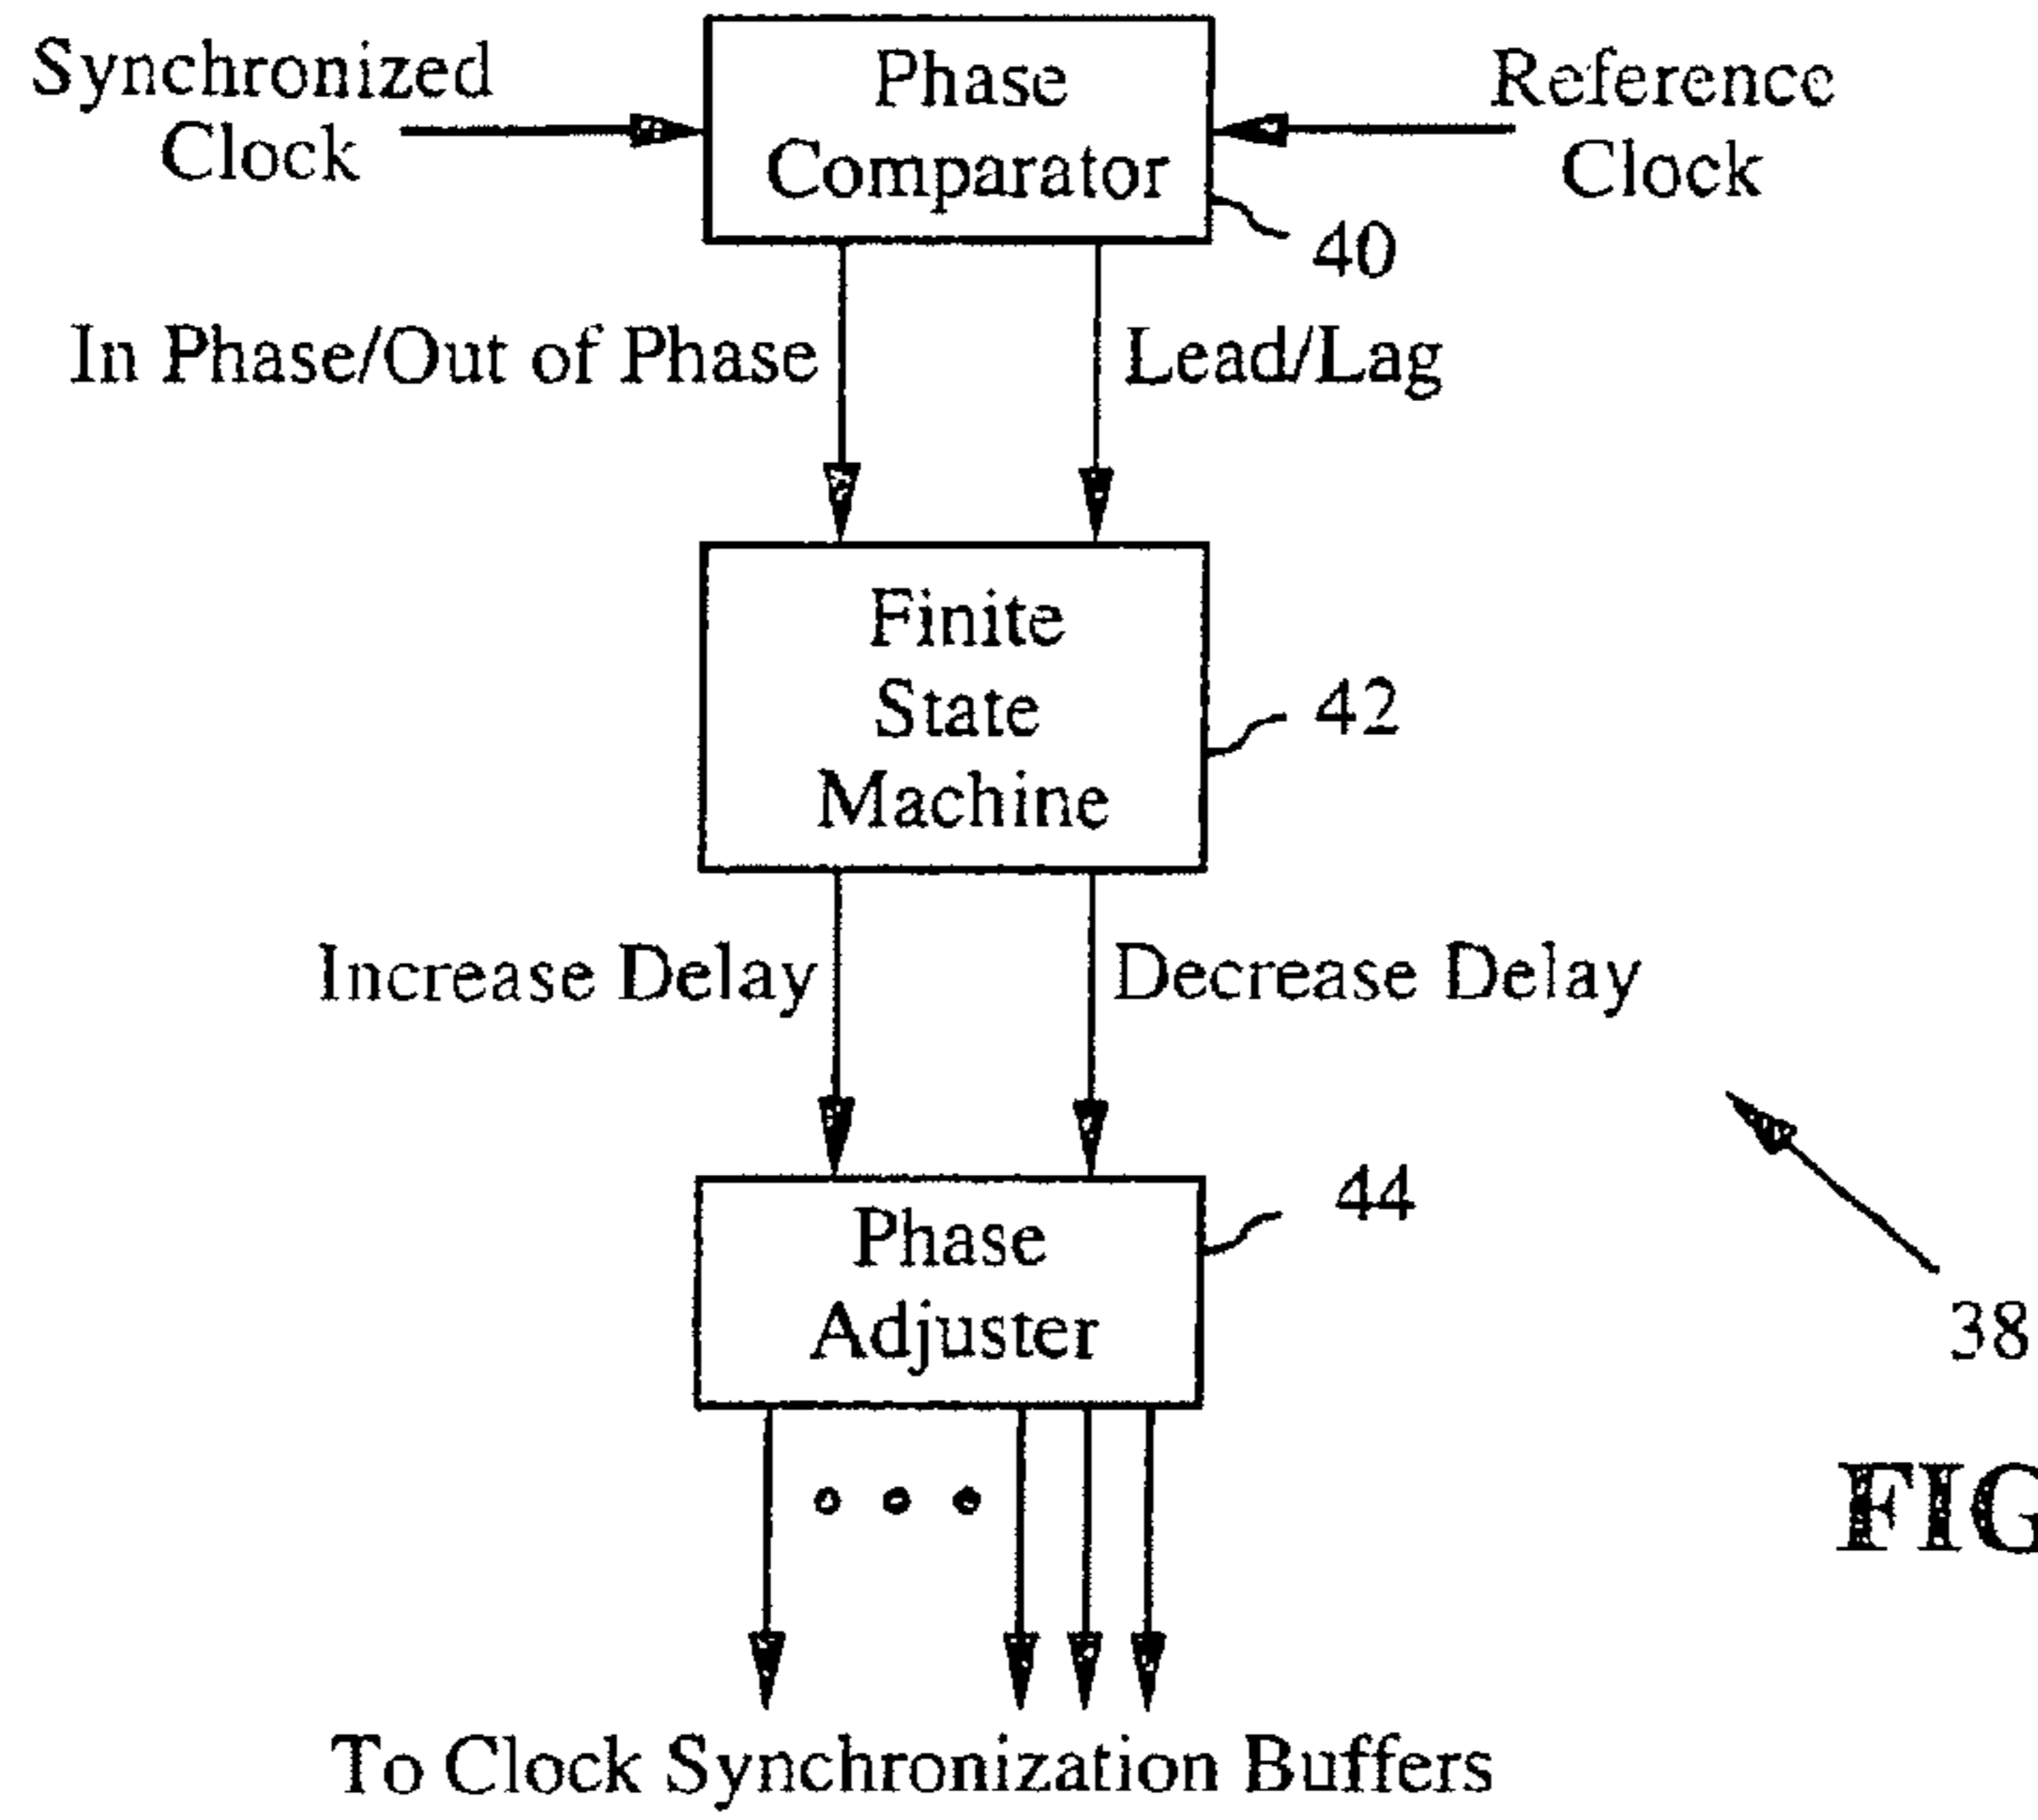 Synchronized
Clock
Phase
Comparator
Reference
Clock
40
In Phase/Out of Phase
Lead/Lag
Finite
State
Machine
42
Increase Delay
Decrease Delay
Phase
Adjuster
44
38
FIG
To Clock Synchronization Buffers